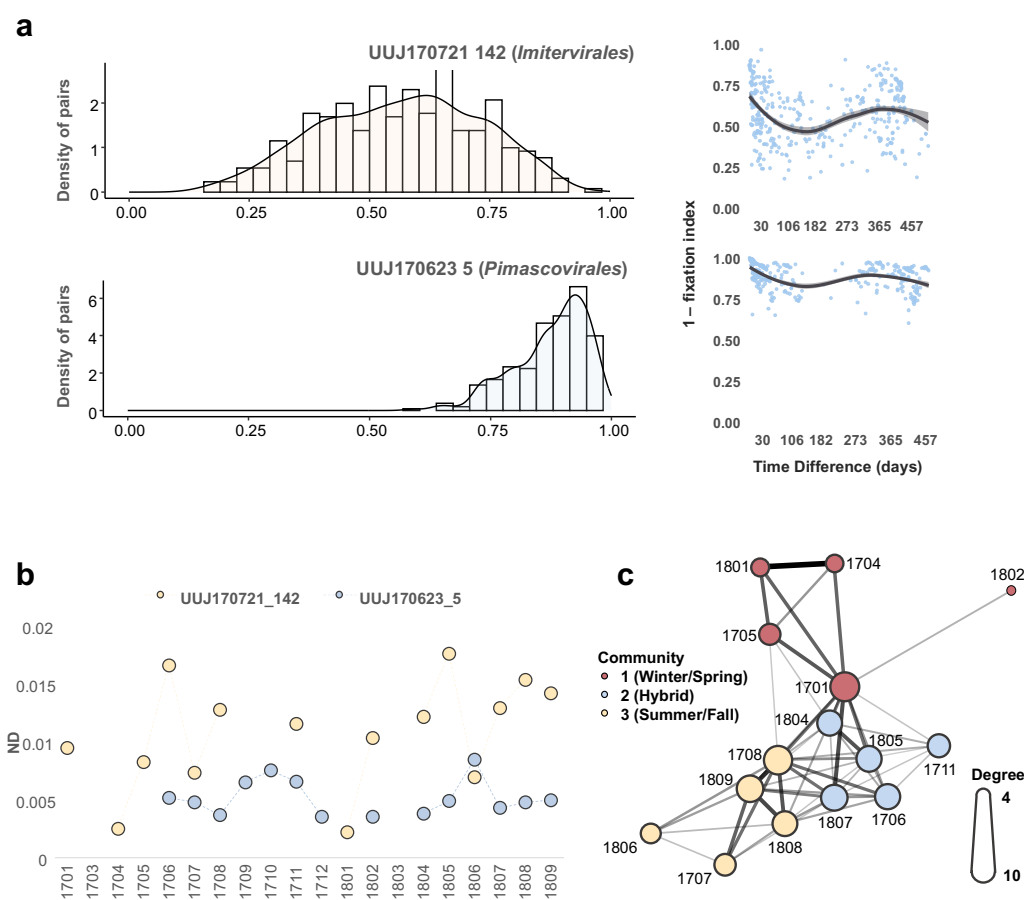 a
UUJ170721 142 (Imitervirales)
Density of pairs
2
1
0
0.00 0.25 0.50 0.75 1.00
UUJ170623 5 (Pimascovirales)
Density of pairs
6
4
2
0
0.00 0.25 0.50 0.75 1.00
1 – fixation index
1.00
0.75
0.50
0.25
0.00
30 106 182 273 365 457
1.00
0.75
0.50
0.25
0.00
30 106 182 273 365 457
Time Difference (days)
b
UUJ170721_142 UUJ170623_5
ND
0.02
0.015
0.01
0.005
0
1701 1703 1704 1705 1706 1707 1708 1709 1710 1711 1712 1801 1802 1803 1804 1805 1806 1807 1808 1809
c
1801
1704
1802
1705
Community
1 (Winter/Spring)
2 (Hybrid)
3 (Summer/Fall)
1701
1804
1805
1708
1711
1809
1807
1706
1806
1808
1707
Degree
4
10